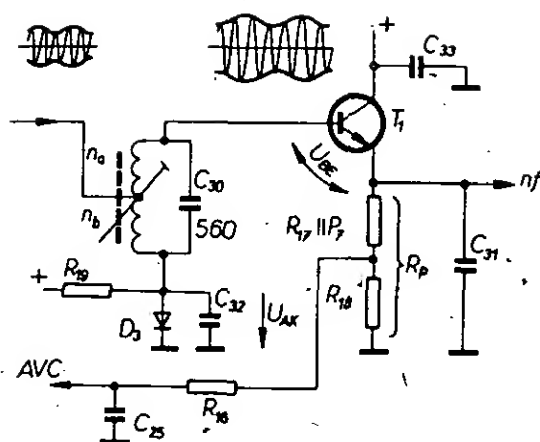 +
C33
T1
na
nb
C30
560
UBE
nf
R17 || P7
Rp
C31
+
R19
R18
D3
C32
UAK
AVC
R16
C25